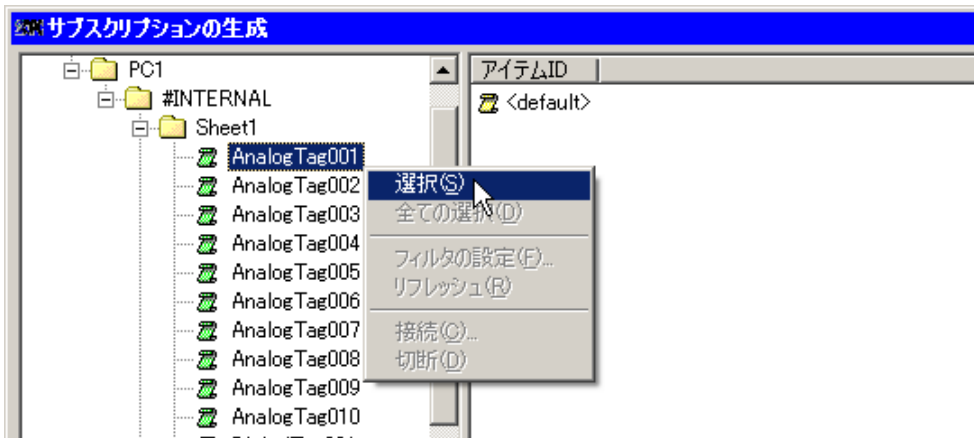 サブスクリプションの生成
PC1
#INTERNAL
Sheet1
AnalogTag001
AnalogTag002
AnalogTag003
AnalogTag004
AnalogTag005
AnalogTag006
AnalogTag007
AnalogTag008
AnalogTag009
AnalogTag010
アイテムID
<default>
選択(S)
全ての選択(D)
フィルタの設定(F)...
リフレッシュ(R)
接続(C)...
切断(D)